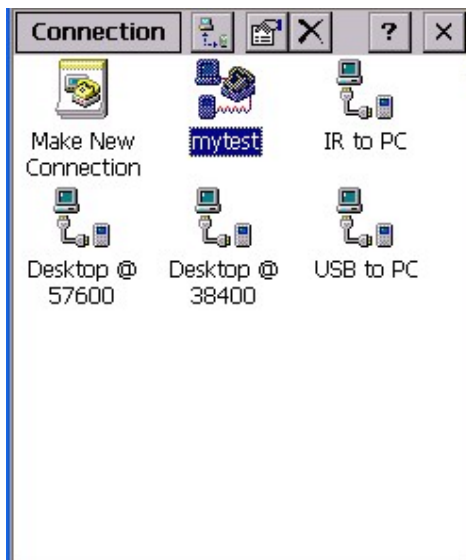 Connection
?
Make New
Connection
mytest
IR to PC
Desktop @
57600
Desktop @
38400
USB to PC